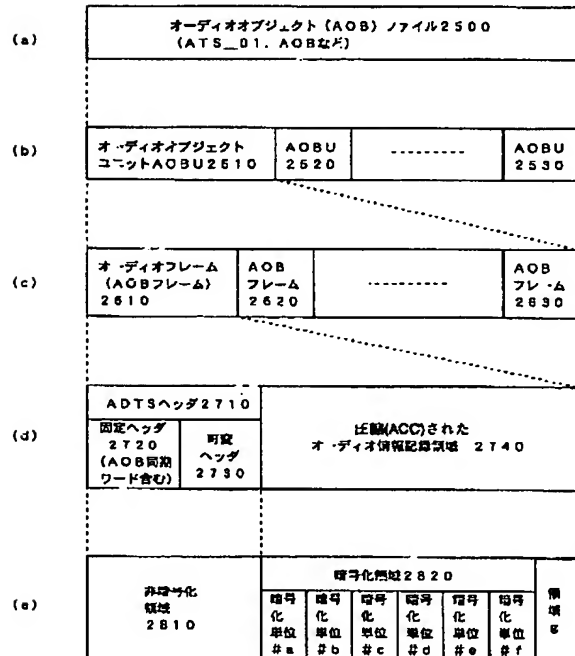 (a)
オーディオオブジェクト（AOB）ファイル2500
（ATS__01．AOBなど）
(b)
オーディオオブジェクト
ユニットAOBU2510
AOBU
2520
AOBU
2530
(c)
オーディオフレーム
（AOBフレーム）
2610
AOB
フレーム
2620
AOB
フレーム
2630
(d)
ADTSヘッダ2710
固定ヘッダ
2720
(AOB同期
ワード含む)
可変
ヘッダ
2730
圧縮(ACC)された
オーディオ情報記録領域 2740
(e)
非暗号化
領域
2810
暗号化領域2820
暗号
化
単位
#a
暗号
化
単位
#b
暗号
化
単位
#c
暗号
化
単位
#d
暗号
化
単位
#e
暗号
化
単位
#f
領
域
g